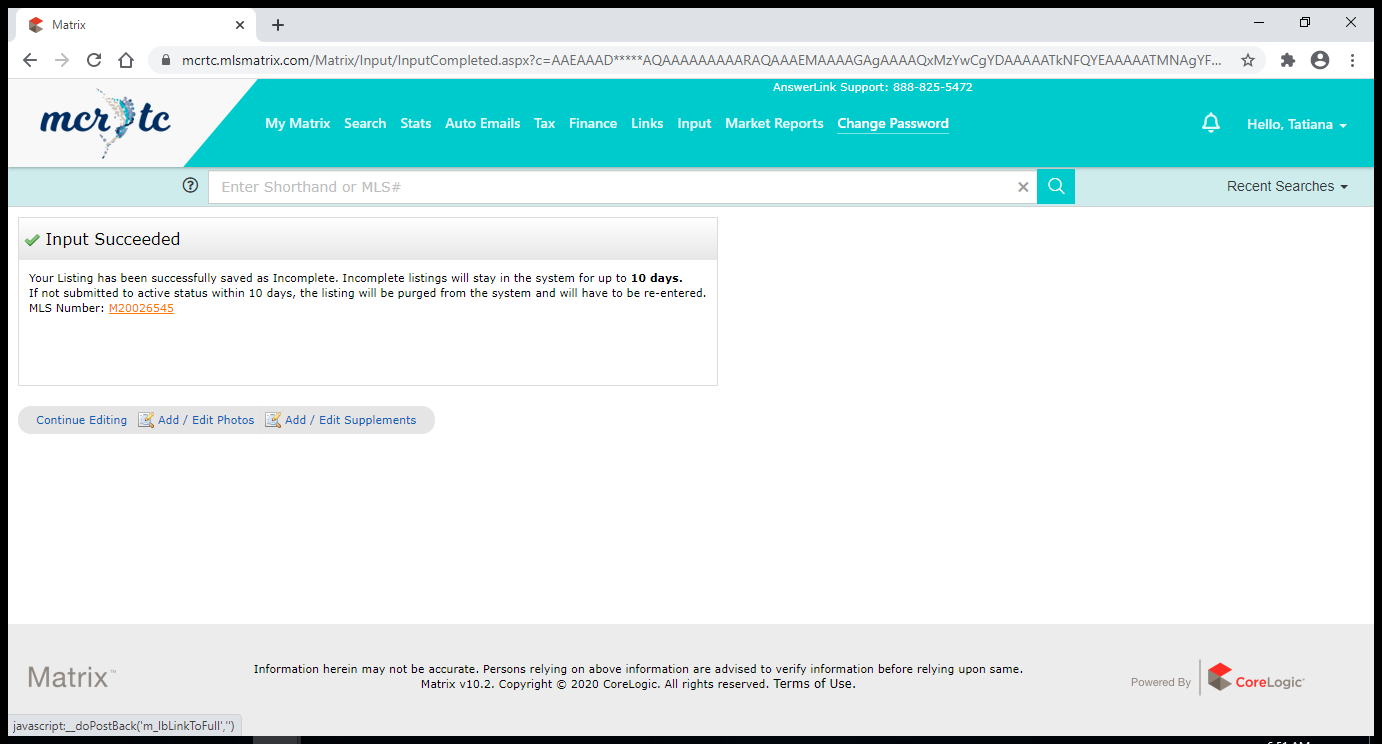 Matrix
mcrtc.mlsmatrix.com/Matrix/Input/InputCompleted.aspx?c=AAEAAAD*****AQAAAAAAAAARAQAAAEMAAAAGAgAAAAQxMzYwCgYDAAAAATkNFQYEAAAAATMNAgYF...
mcrtc
AnswerLink Support: 888-825-5472
My Matrix Search Stats Auto Emails Tax Finance Links Input Market Reports Change Password
Hello, Tatiana
Enter Shorthand or MLS#
Recent Searches
Input Succeeded
Your Listing has been successfully saved as Incomplete. Incomplete listings will stay in the system for up to 10 days.
If not submitted to active status within 10 days, the listing will be purged from the system and will have to be re-entered.
MLS Number: M20026545
Continue Editing Add / Edit Photos Add / Edit Supplements
Matrix™
Information herein may not be accurate. Persons relying on above information are advised to verify information before relying upon same.
Matrix v10.2. Copyright © 2020 CoreLogic. All rights reserved. Terms of Use.
Powered By CoreLogic
javascript:__doPostBack('m_lbLinkToFull','')